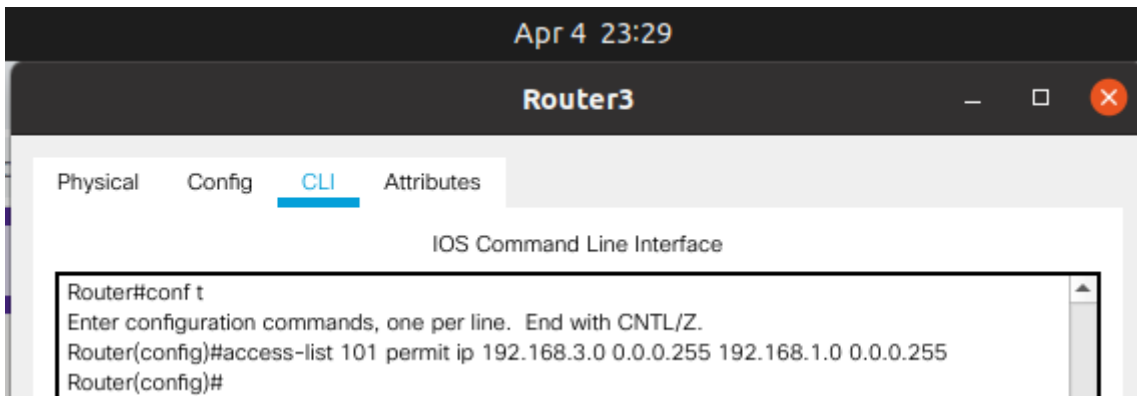 Apr 4 23:29
Router3
Physical Config CLI Attributes
IOS Command Line Interface
Router#conf t
Enter configuration commands, one per line. End with CNTL/Z.
Router(config)#access-list 101 permit ip 192.168.3.0 0.0.0.255 192.168.1.0 0.0.0.255
Router(config)#